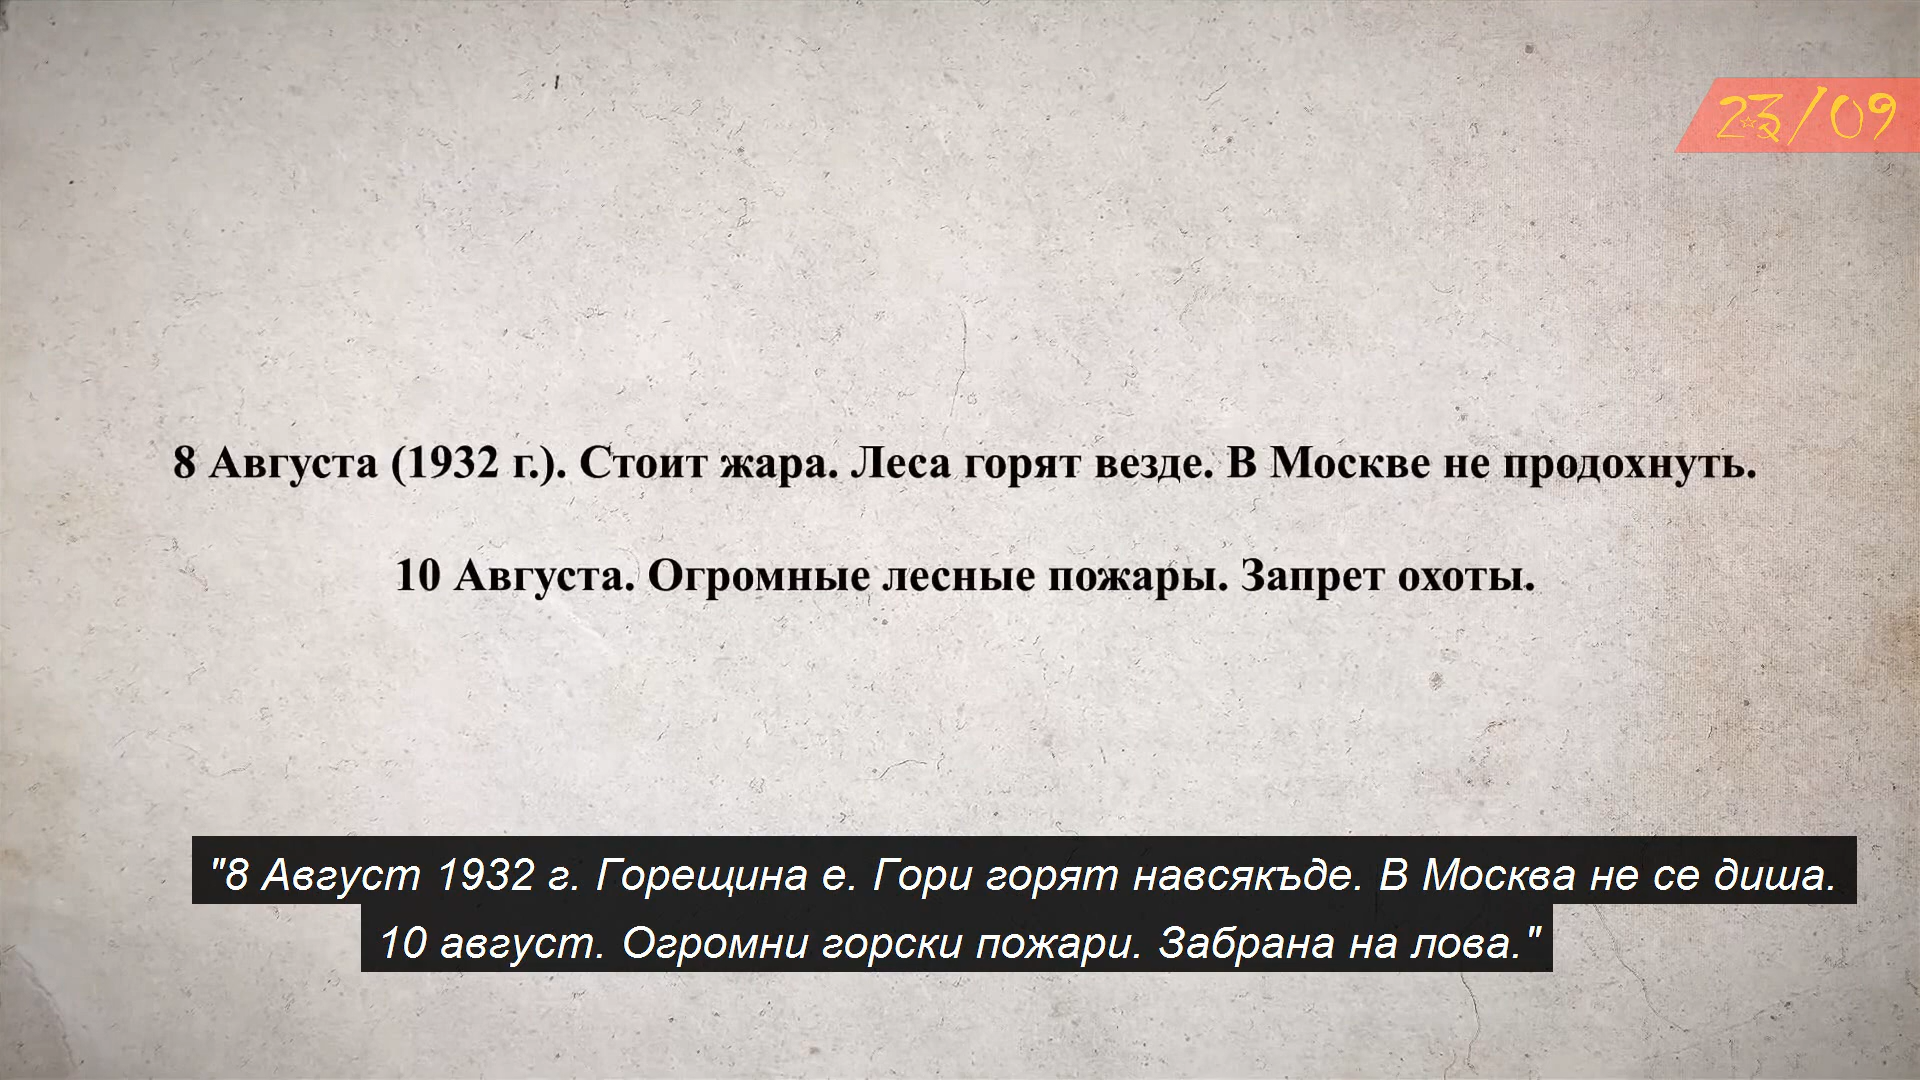 23/09
8 Августа (1932 г.). Стоит жара. Леса горят везде. В Москве не продохнуть.
10 Августа. Огромные лесные пожары. Запрет охоты.
"8 Август 1932 г. Горещина е. Гори горят навсякъде. В Москва не се диша.
10 август. Огромни горски пожари. Забрана на лова."